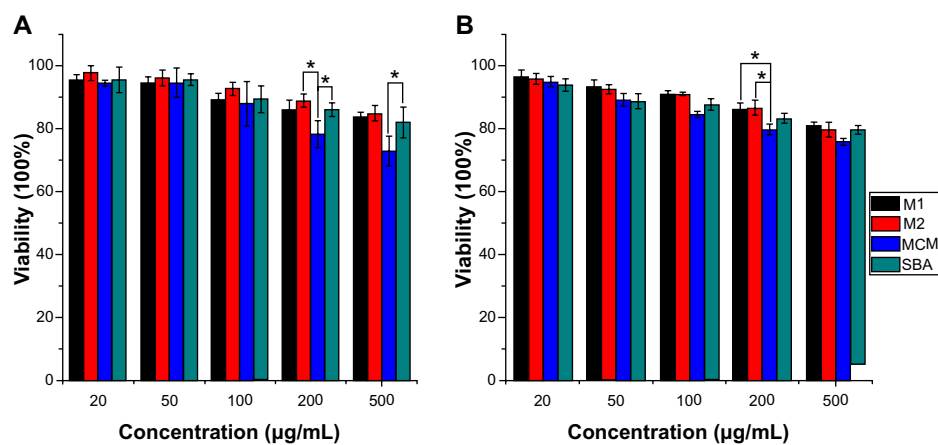 A
Viability (100%)
100
80
60
40
20
0
* * *
20 50 100 200 500
Concentration (µg/mL)
B
Viability (100%)
100
80
60
40
20
0
* *
20 50 100 200 500
Concentration (µg/mL)
M1
M2
MCM
SBA